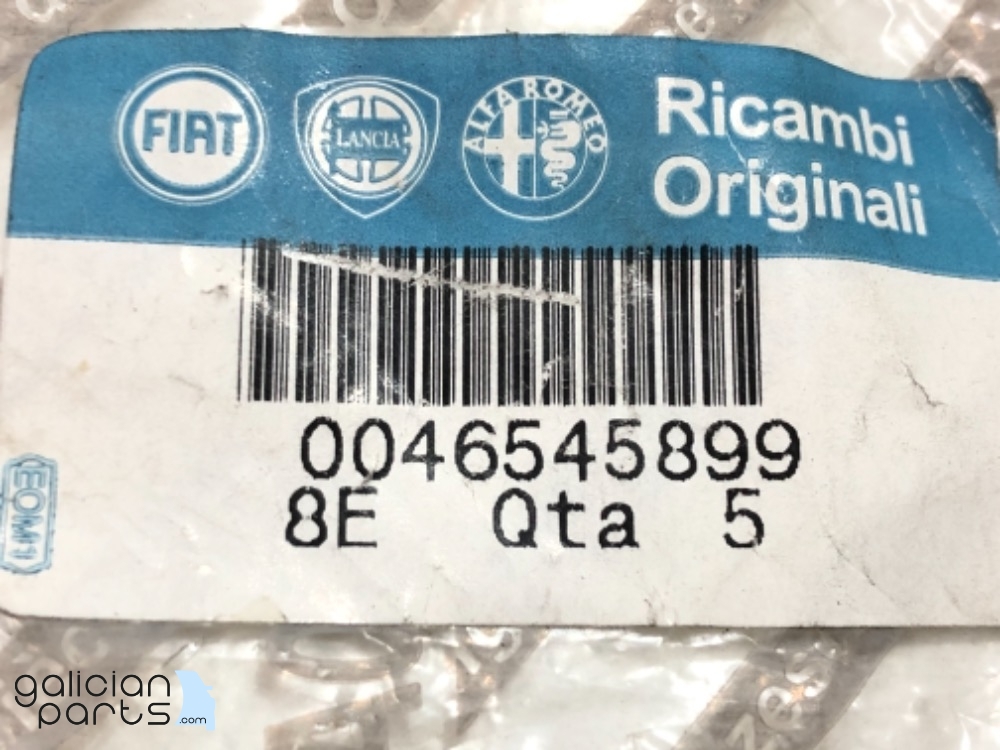 FIAT
LANCIA
ALFA ROMEO
Ricambi
Originali
0046545899
8E Qta 5
galician
parts.com